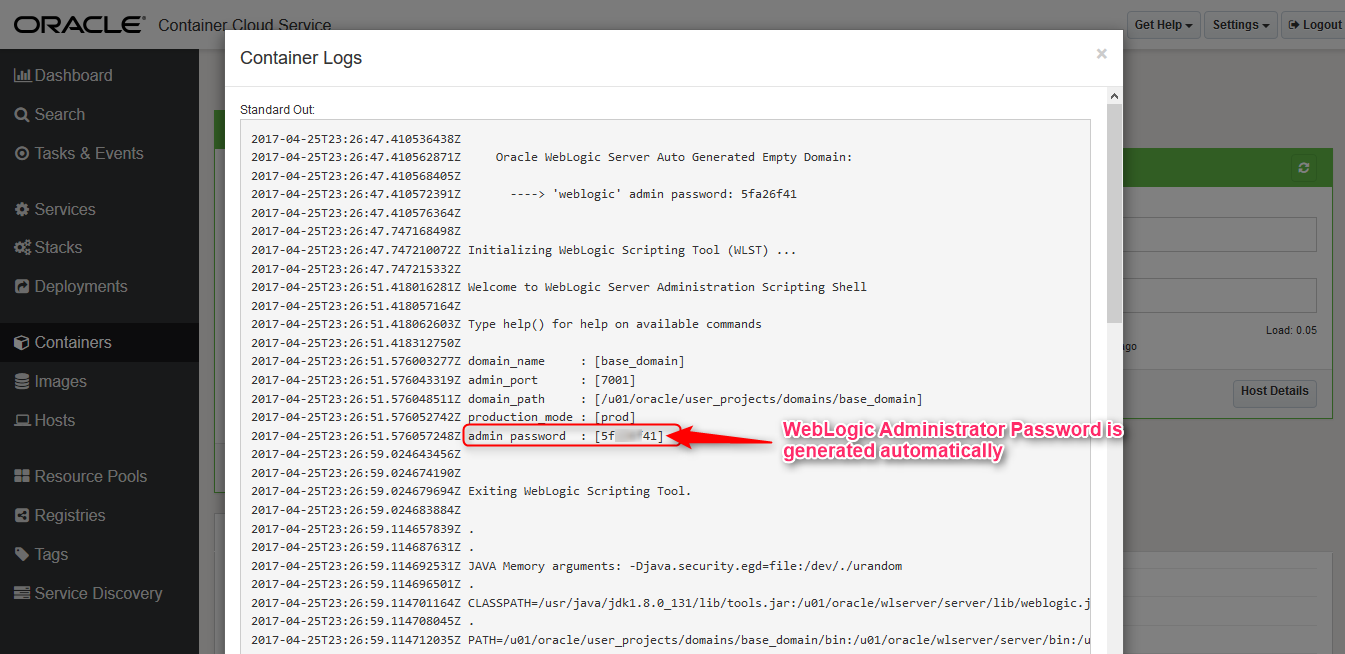 ORACLE® Container Cloud Service
Get Help
Settings
Logout
Dashboard
Search
Tasks & Events
Services
Stacks
Deployments
Containers
Images
Hosts
Resource Pools
Registries
Tags
Service Discovery
Container Logs
×
Standard Out:
2017-04-25T23:26:47.410536438Z
2017-04-25T23:26:47.410562871Z Oracle WebLogic Server Auto Generated Empty Domain:
2017-04-25T23:26:47.410568405Z
2017-04-25T23:26:47.410572391Z ----> 'weblogic' admin password: 5fa26f41
2017-04-25T23:26:47.410576364Z
2017-04-25T23:26:47.747168498Z
2017-04-25T23:26:47.747210072Z Initializing WebLogic Scripting Tool (WLST) ...
2017-04-25T23:26:47.747215332Z
2017-04-25T23:26:51.418016281Z Welcome to WebLogic Server Administration Scripting Shell
2017-04-25T23:26:51.418057164Z
2017-04-25T23:26:51.418062603Z Type help() for help on available commands
2017-04-25T23:26:51.418312750Z
2017-04-25T23:26:51.576003277Z domain_name : [base_domain]
2017-04-25T23:26:51.576043319Z admin_port : [7001]
2017-04-25T23:26:51.576048511Z domain_path : [/u01/oracle/user_projects/domains/base_domain]
2017-04-25T23:26:51.576052742Z production_mode : [prod]
2017-04-25T23:26:51.576057248Z admin password : [5f 41]
2017-04-25T23:26:59.024643456Z
2017-04-25T23:26:59.024674190Z
2017-04-25T23:26:59.024679694Z Exiting WebLogic Scripting Tool.
2017-04-25T23:26:59.024683884Z
2017-04-25T23:26:59.114657839Z .
2017-04-25T23:26:59.114687631Z .
2017-04-25T23:26:59.114692531Z JAVA Memory arguments: -Djava.security.egd=file:/dev/./urandom
2017-04-25T23:26:59.114696501Z .
2017-04-25T23:26:59.114701164Z CLASSPATH=/usr/java/jdk1.8.0_131/lib/tools.jar:/u01/oracle/wlserver/server/lib/weblogic.j
2017-04-25T23:26:59.114708045Z .
2017-04-25T23:26:59.114712035Z PATH=/u01/oracle/user_projects/domains/base_domain/bin:/u01/oracle/wlserver/server/bin:/u
WebLogic Administrator Password is
generated automatically
Load: 0.05
ago
Host Details